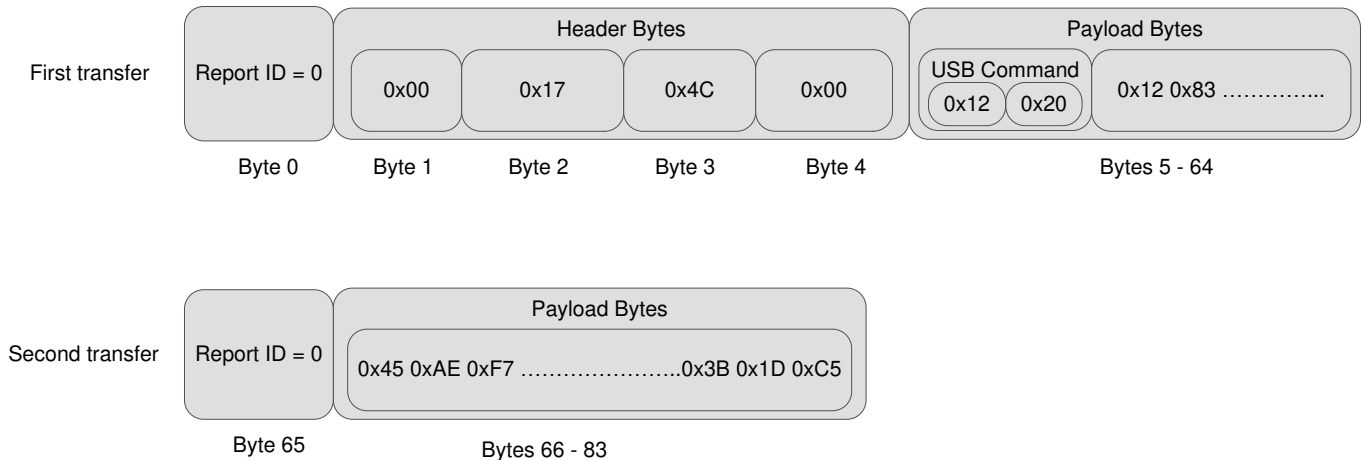 First transfer
Report ID = 0
Header Bytes
0x00 0x17 0x4C 0x00
Payload Bytes
USB Command
0x12 0x20
0x12 0x83 …………...
Byte 0 Byte 1 Byte 2 Byte 3 Byte 4 Bytes 5 - 64
Second transfer
Report ID = 0
Payload Bytes
0x45 0xAE 0xF7 …………………..0x3B 0x1D 0xC5
Byte 65 Bytes 66 - 83